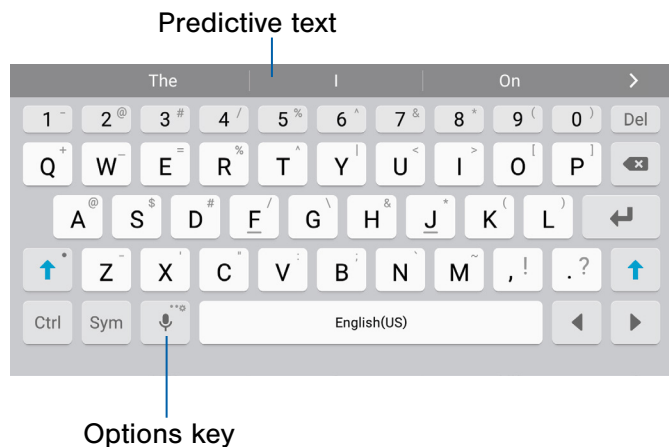 Predictive text
The I On >
1 - 2 @ 3 # 4 / 5 % 6 ^ 7 & 8 * 9 ( 0 ) Del
Q + W _ E = R % T ^ Y | U < I > O [ P ]
A @ S $ D # F / G \ H & J * K ( L )
Z - X ' C " V : B ; N ` M ~ , ! . ?
Ctrl Sym English(US)
Options key